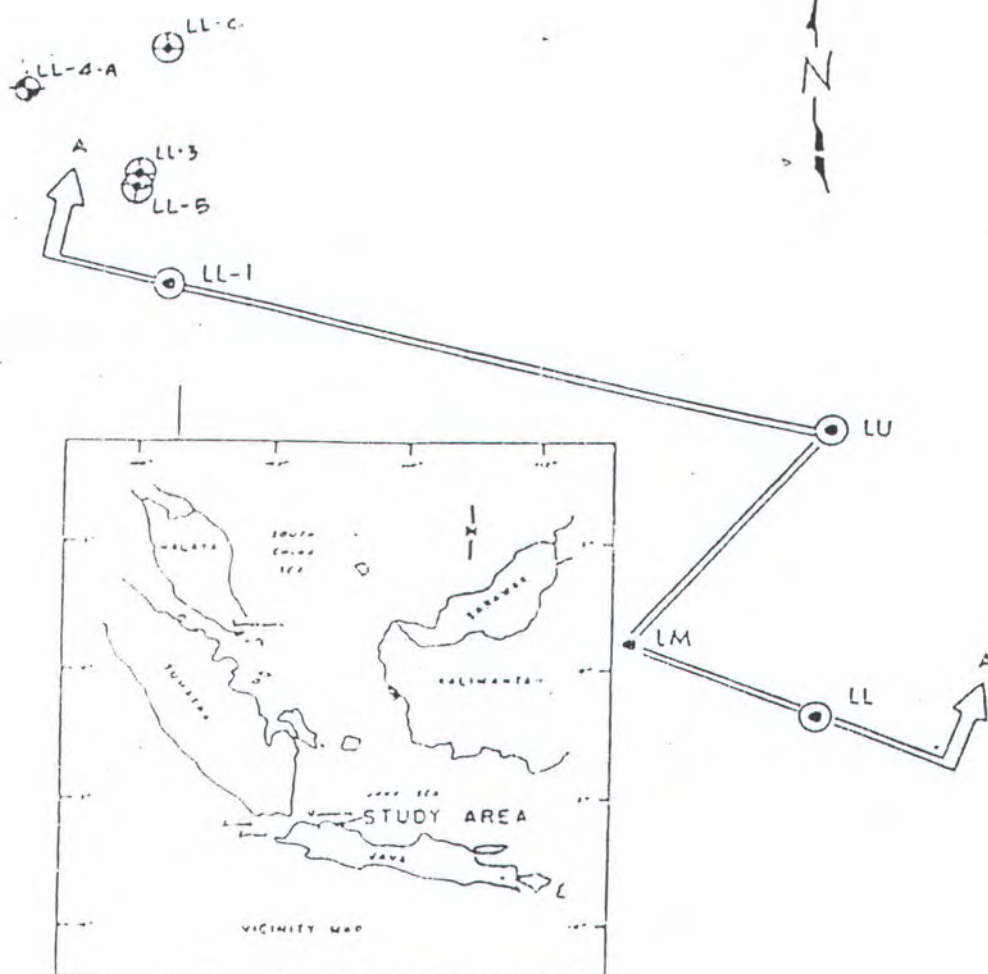 LL-C
LL-4-A
N
A
LL-3
LL-5
LL-1
LU
SOUTH
CHINA
SEA
MALAYA
SARAWAK
LM
KALIMANTAN
SUMATRA
LL
A
JAVA SEA
STUDY AREA
JAVA
VICINITY MAP